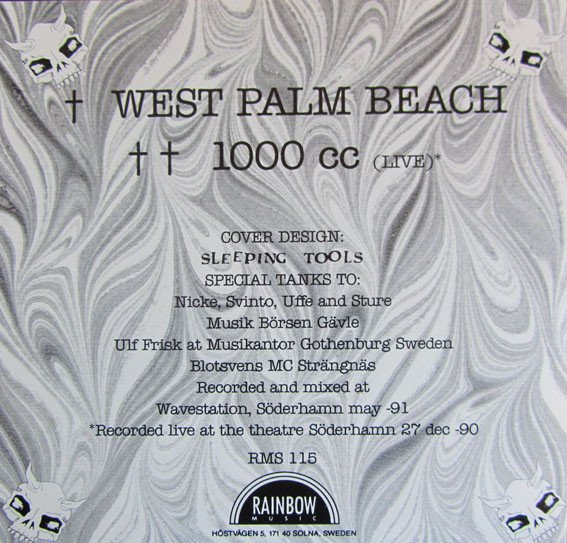 † WEST PALM BEACH
†† 1000 cc (LIVE)*
COVER DESIGN:
SLEEPING TOOLS
SPECIAL TANKS TO:
Nicke, Svinto, Uffe and Sture
Musik Börsen Gävle
Ulf Frisk at Musikantor Gothenburg Sweden
Blotsvens MC Strängnäs
Recorded and mixed at
Wavestation, Söderhamn may -91
*Recorded live at the theatre Söderhamn 27 dec -90
RMS 115
RAINBOW
MUSIC
HÖSTVÄGEN 5, 171 40 SOLNA, SWEDEN